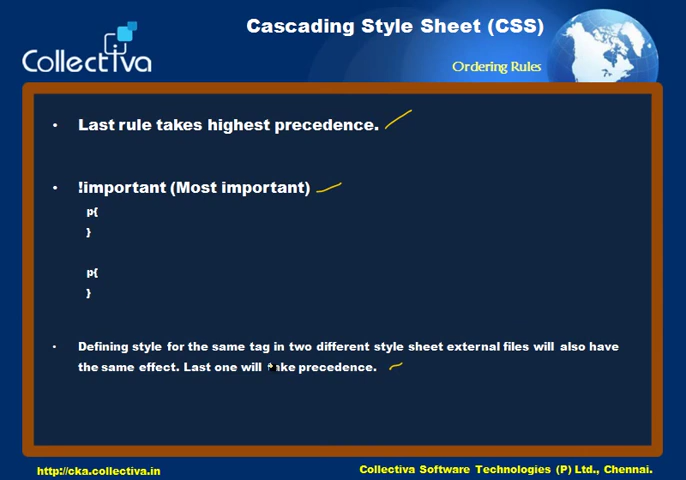 Cascading Style Sheet (CSS)
Collectiva
Ordering Rules
• Last rule takes highest precedence.
• !important (Most important)
p{
}
p{
}
• Defining style for the same tag in two different style sheet external files will also have
the same effect. Last one will take precedence.
http://cka.collectiva.in
Collectiva Software Technologies (P) Ltd., Chennai.